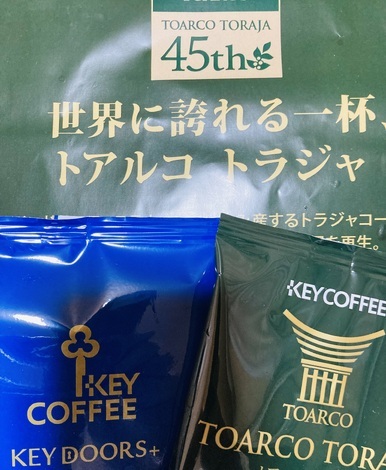 TOARCO TORAJA
45th
世界に誇れる一杯、
トアルコ トラジャ
産するトラジャコー
を再生。
KEY
COFFEE
KEY DOORS+
KEY COFFEE
TOARCO
TOARCO TORA